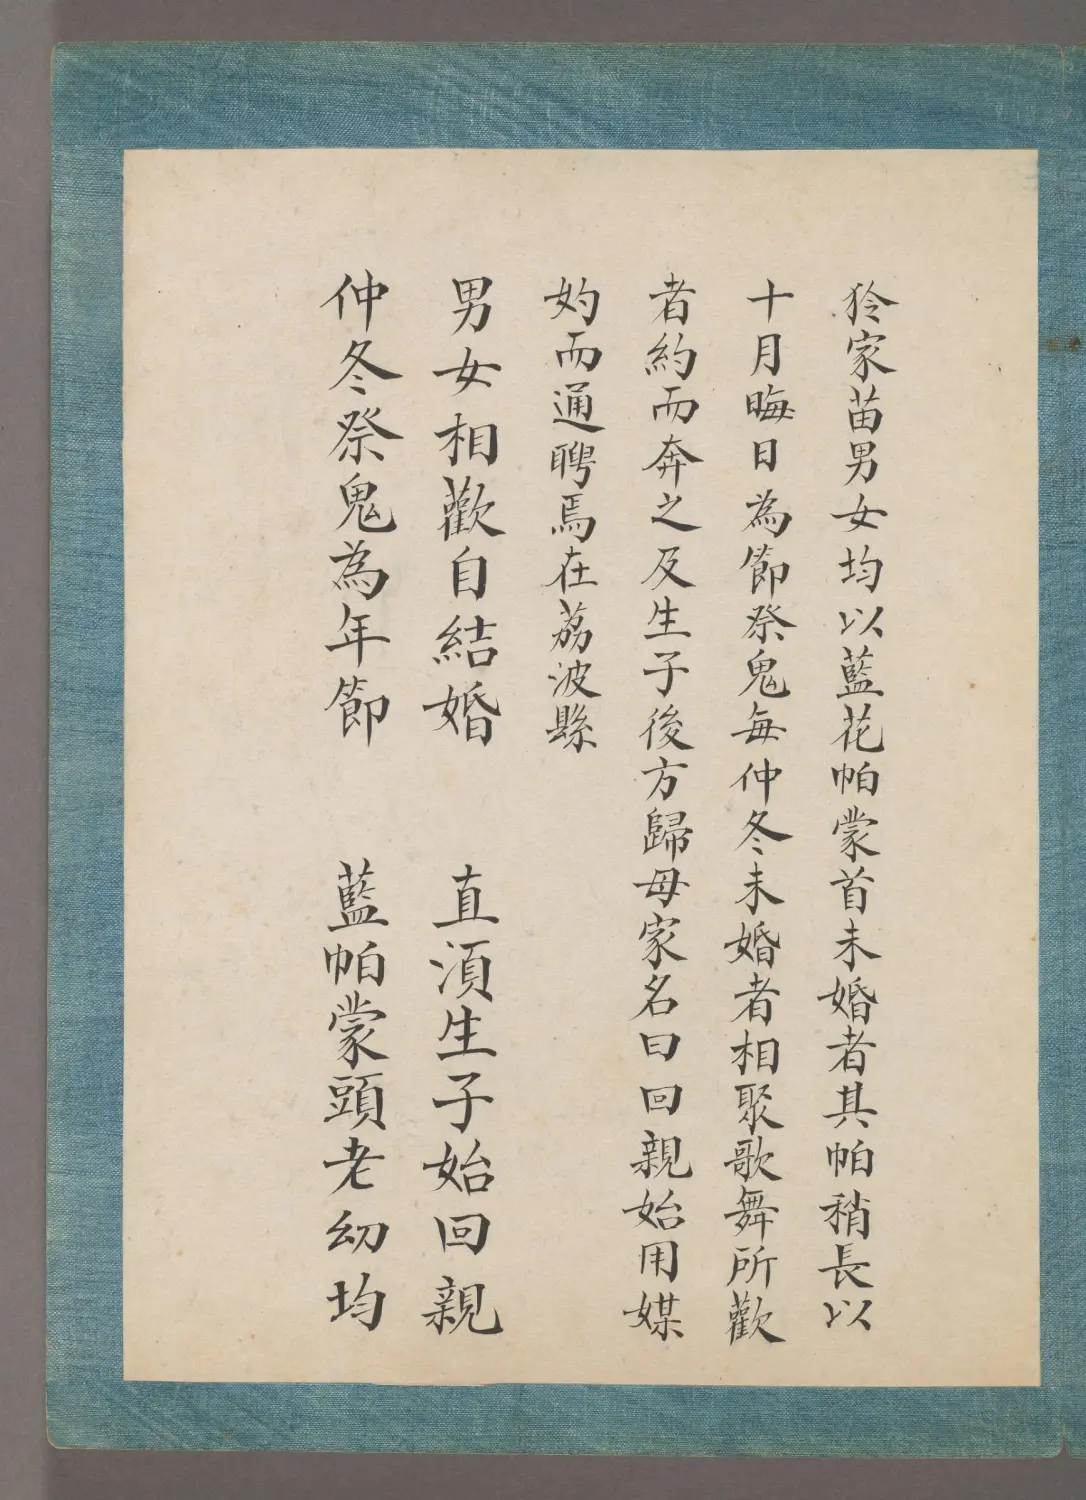 狑家苗男女均以藍花帕蒙首未婚者其帕稍長以
十月晦日為節祭鬼每仲冬未婚者相聚歌舞所歡
者約而奔之及生子後方歸母家名曰回親始用媒
妁而通聘焉在荔波縣
男女相歡自結婚　直須生子始回親
仲冬祭鬼為年節　藍帕蒙頭老幼均